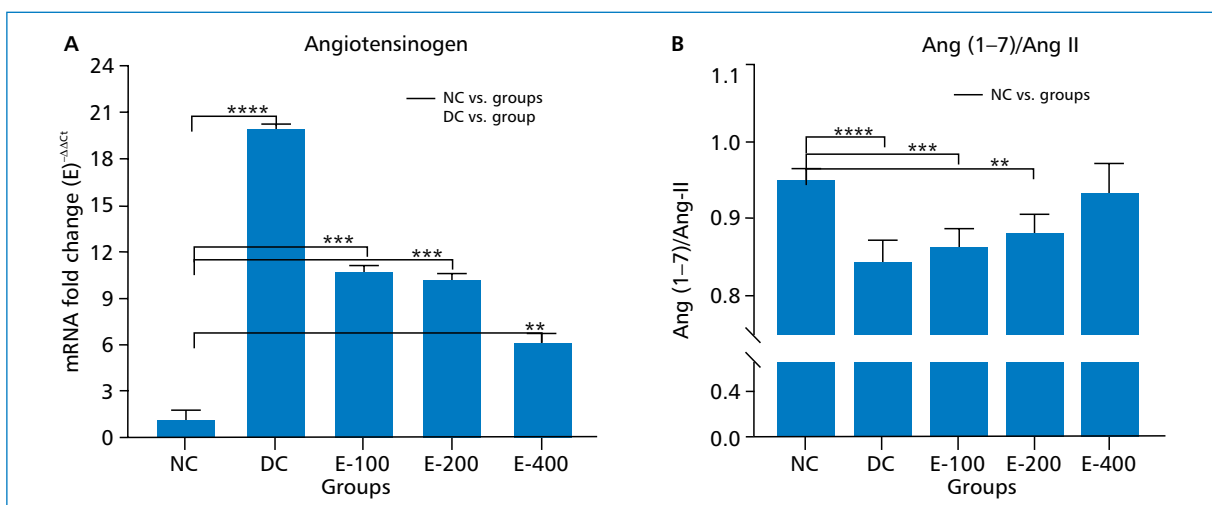 A
Angiotensinogen
24
21
18
15
12
9
6
3
0
mRNA fold change (E)^-ΔΔCt
NC vs. groups
DC vs. group
****
***
***
**
NC DC E-100 E-200 E-400
Groups
B
Ang (1–7)/Ang II
1.1
1.0
0.9
0.8
0.4
0.0
Ang (1–7)/Ang-II
NC vs. groups
****
***
**
NC DC E-100 E-200 E-400
Groups